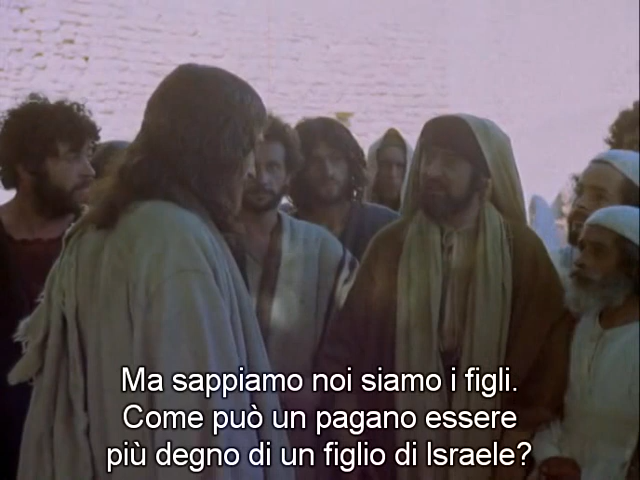 Ma sappiamo noi siamo i figli.
Come può un pagano essere
più degno di un figlio di Israele?